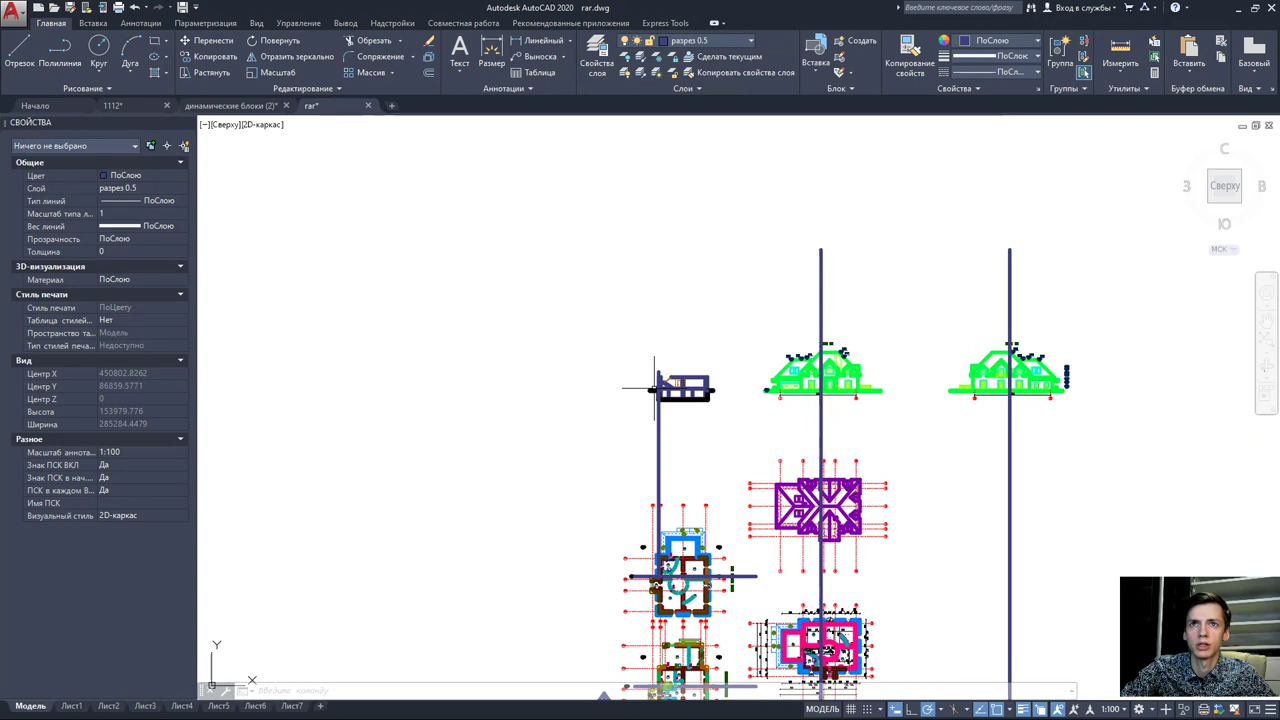 Autodesk AutoCAD 2020 rar.dwg
Введите ключевое слово/фразу
Вход в службы
Главная Вставка Аннотации Параметризация Вид Управление Вывод Надстройки Совместная работа Рекомендованные приложения Express Tools
Отрезок Полилиния Круг Дуга
Перенести Повернуть Обрезать
Копировать Отразить зеркально Сопряжение
Растянуть Масштаб Массив
Текст Размер
Линейный
Выноска
Таблица
Свойства слоя
разрез 0.5
Сделать текущим
Копировать свойства слоя
Вставка
Создать
Редактировать
Копирование свойств
ПоСлою
ПоСлою
ПоСл...
Группа Измерить Вставить Базовый
Рисование Редактирование Аннотации Слои Блок Свойства Группы Утилиты Буфер обмена Вид
Начало 1112* динамические блоки (2)* rar*
СВОЙСТВА
[−][Сверху][2D-каркас]
Ничего не выбрано
Общие
Цвет ПоСлою
Слой разрез 0.5
Тип линий ПоСлою
Масштаб типа л... 1
Вес линий ПоСлою
Прозрачность ПоСлою
Толщина 0
3D-визуализация
Материал ПоСлою
Стиль печати
Стиль печати ПоЦвету
Таблица стилей... Нет
Пространство та... Модель
Тип стилей печат... Недоступно
Вид
Центр X 450802.8262
Центр Y 86859.5771
Центр Z 0
Высота 153979.776
Ширина 285284.4479
Разное
Масштаб аннота... 1:100
Знак ПСК ВКЛ Да
Знак ПСК в нач.... Да
ПСК в каждом В... Да
Имя ПСК
Визуальный стиль 2D-каркас
С
З Сверху В
Ю
МСК
Y
X
Введите команду
Модель Лист1 Лист2 Лист3 Лист4 Лист5 Лист6 Лист7
МОДЕЛЬ
1:100